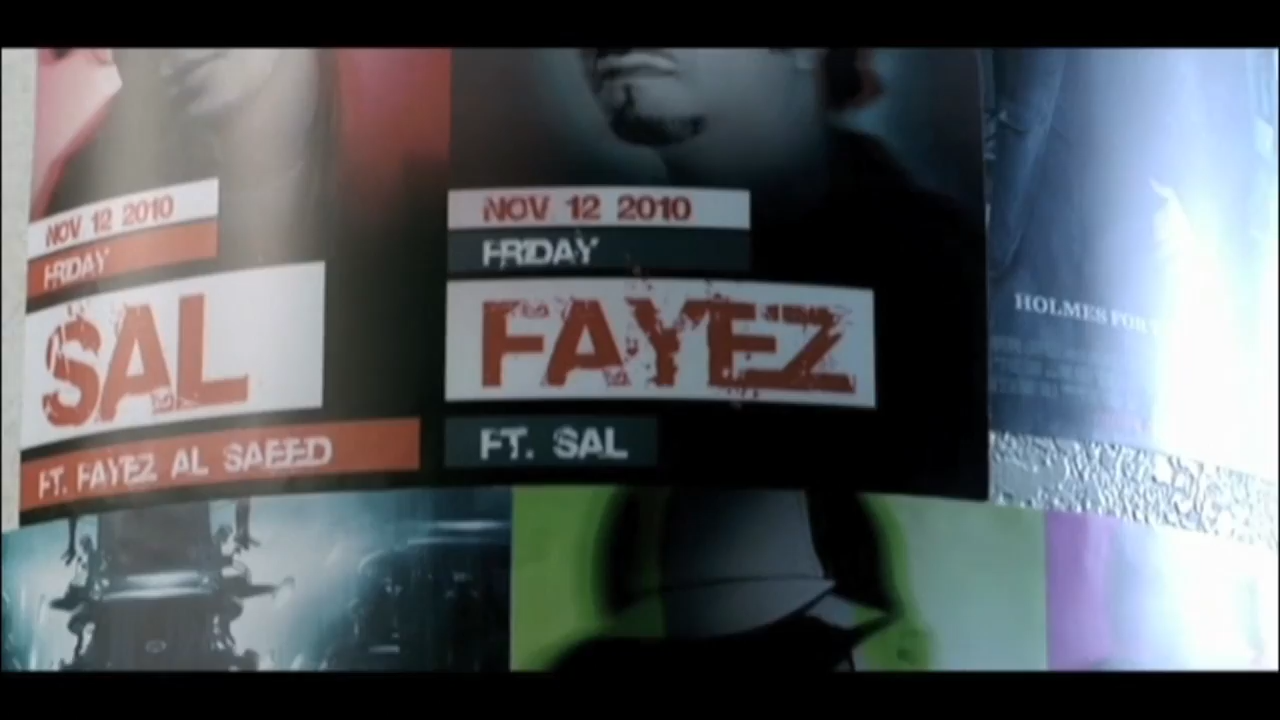 NOV 12 2010
FRIDAY
SAL
FT. FAYEZ AL SAEED
NOV 12 2010
FRIDAY
FAYEZ
FT. SAL
HOLMES FOR